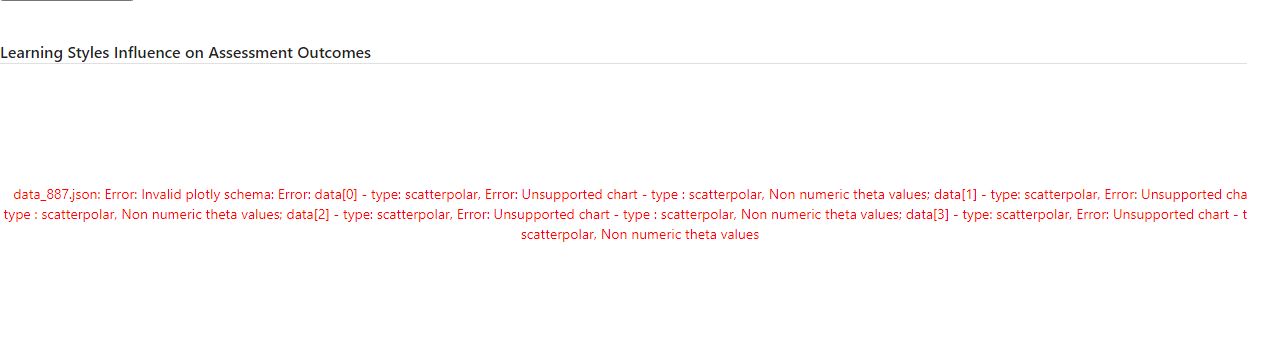 Learning Styles Influence on Assessment Outcomes
data_887.json: Error: Invalid plotly schema: Error: data[0] - type: scatterpolar, Error: Unsupported chart - type : scatterpolar, Non numeric theta values; data[1] - type: scatterpolar, Error: Unsupported cha
type : scatterpolar, Non numeric theta values; data[2] - type: scatterpolar, Error: Unsupported chart - type : scatterpolar, Non numeric theta values; data[3] - type: scatterpolar, Error: Unsupported chart - t
scatterpolar, Non numeric theta values